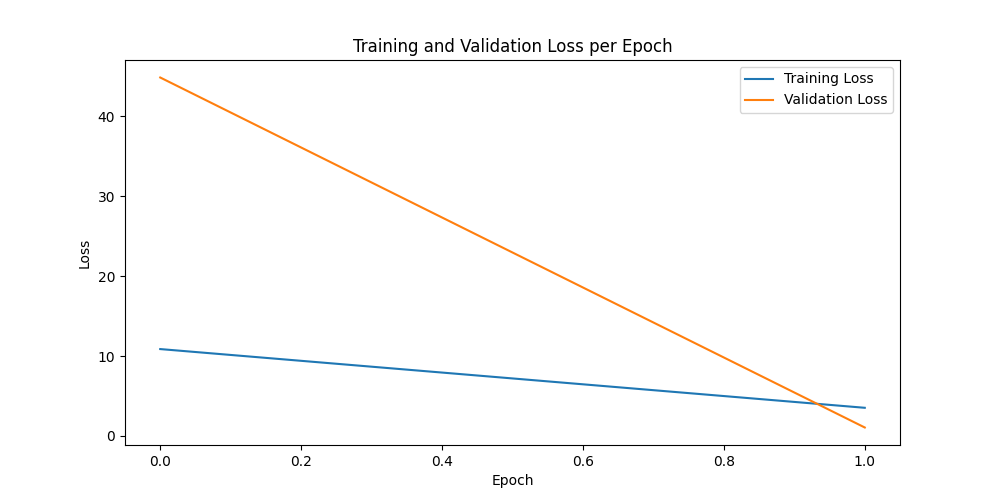 Training and Validation Loss per Epoch
Training Loss
Validation Loss
Loss
40
30
20
10
0
0.0 0.2 0.4 0.6 0.8 1.0
Epoch